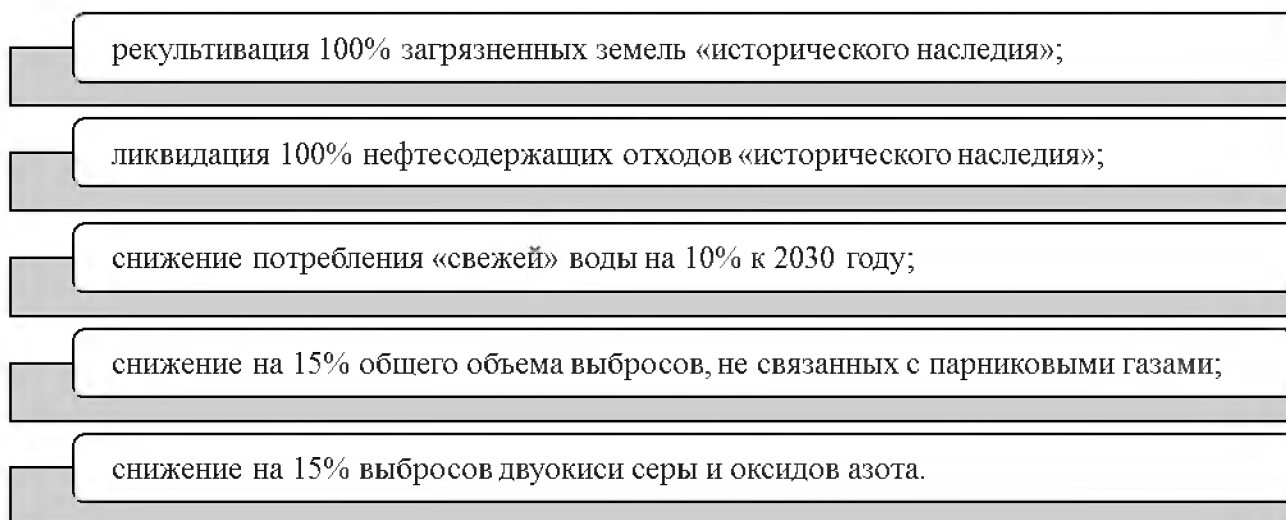 рекультивация 100% загрязненных земель «исторического наследия»;
ликвидация 100% нефтесодержащих отходов «исторического наследия»;
снижение потребления «свежей» воды на 10% к 2030 году;
снижение на 15% общего объема выбросов, не связанных с парниковыми газами;
снижение на 15% выбросов двуокиси серы и оксидов азота.